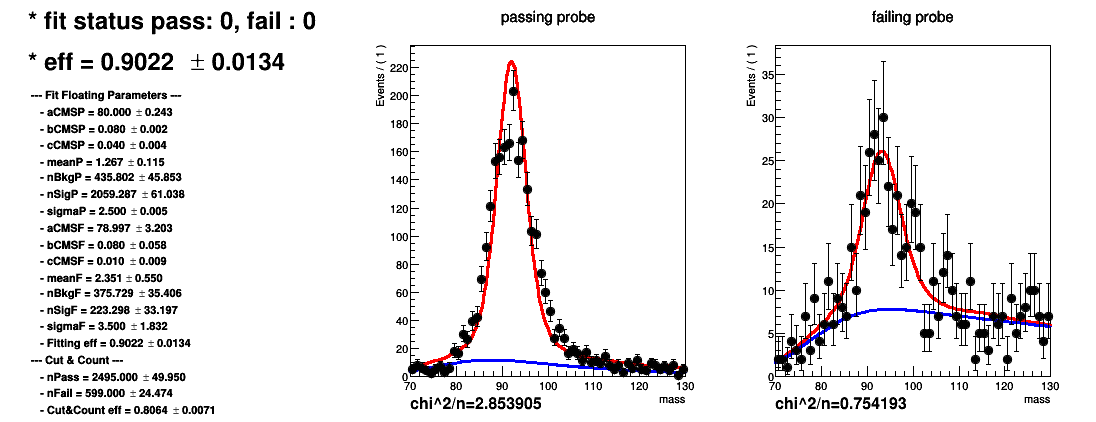 * fit status pass: 0, fail : 0
* eff = 0.9022 ± 0.0134
--- Fit Floating Parameters ---
- aCMSP = 80.000 ± 0.243
- bCMSP = 0.080 ± 0.002
- cCMSP = 0.040 ± 0.004
- meanP = 1.267 ± 0.115
- nBkgP = 435.802 ± 45.853
- nSigP = 2059.287 ± 61.038
- sigmaP = 2.500 ± 0.005
- aCMSF = 78.997 ± 3.203
- bCMSF = 0.080 ± 0.058
- cCMSF = 0.010 ± 0.009
- meanF = 2.351 ± 0.550
- nBkgF = 375.729 ± 35.406
- nSigF = 223.298 ± 33.197
- sigmaF = 3.500 ± 1.832
- Fitting eff = 0.9022 ± 0.0134
--- Cut & Count ---
- nPass = 2495.000 ± 49.950
- nFail = 599.000 ± 24.474
- Cut&Count eff = 0.8064 ± 0.0071
passing probe
Events / ( 1 )
220
200
180
160
140
120
100
80
60
40
20
0
70 80 90 100 110 120 130
mass
chi^2/n=2.853905
failing probe
Events / ( 1 )
35
30
25
20
15
10
5
0
70 80 90 100 110 120 130
mass
chi^2/n=0.754193